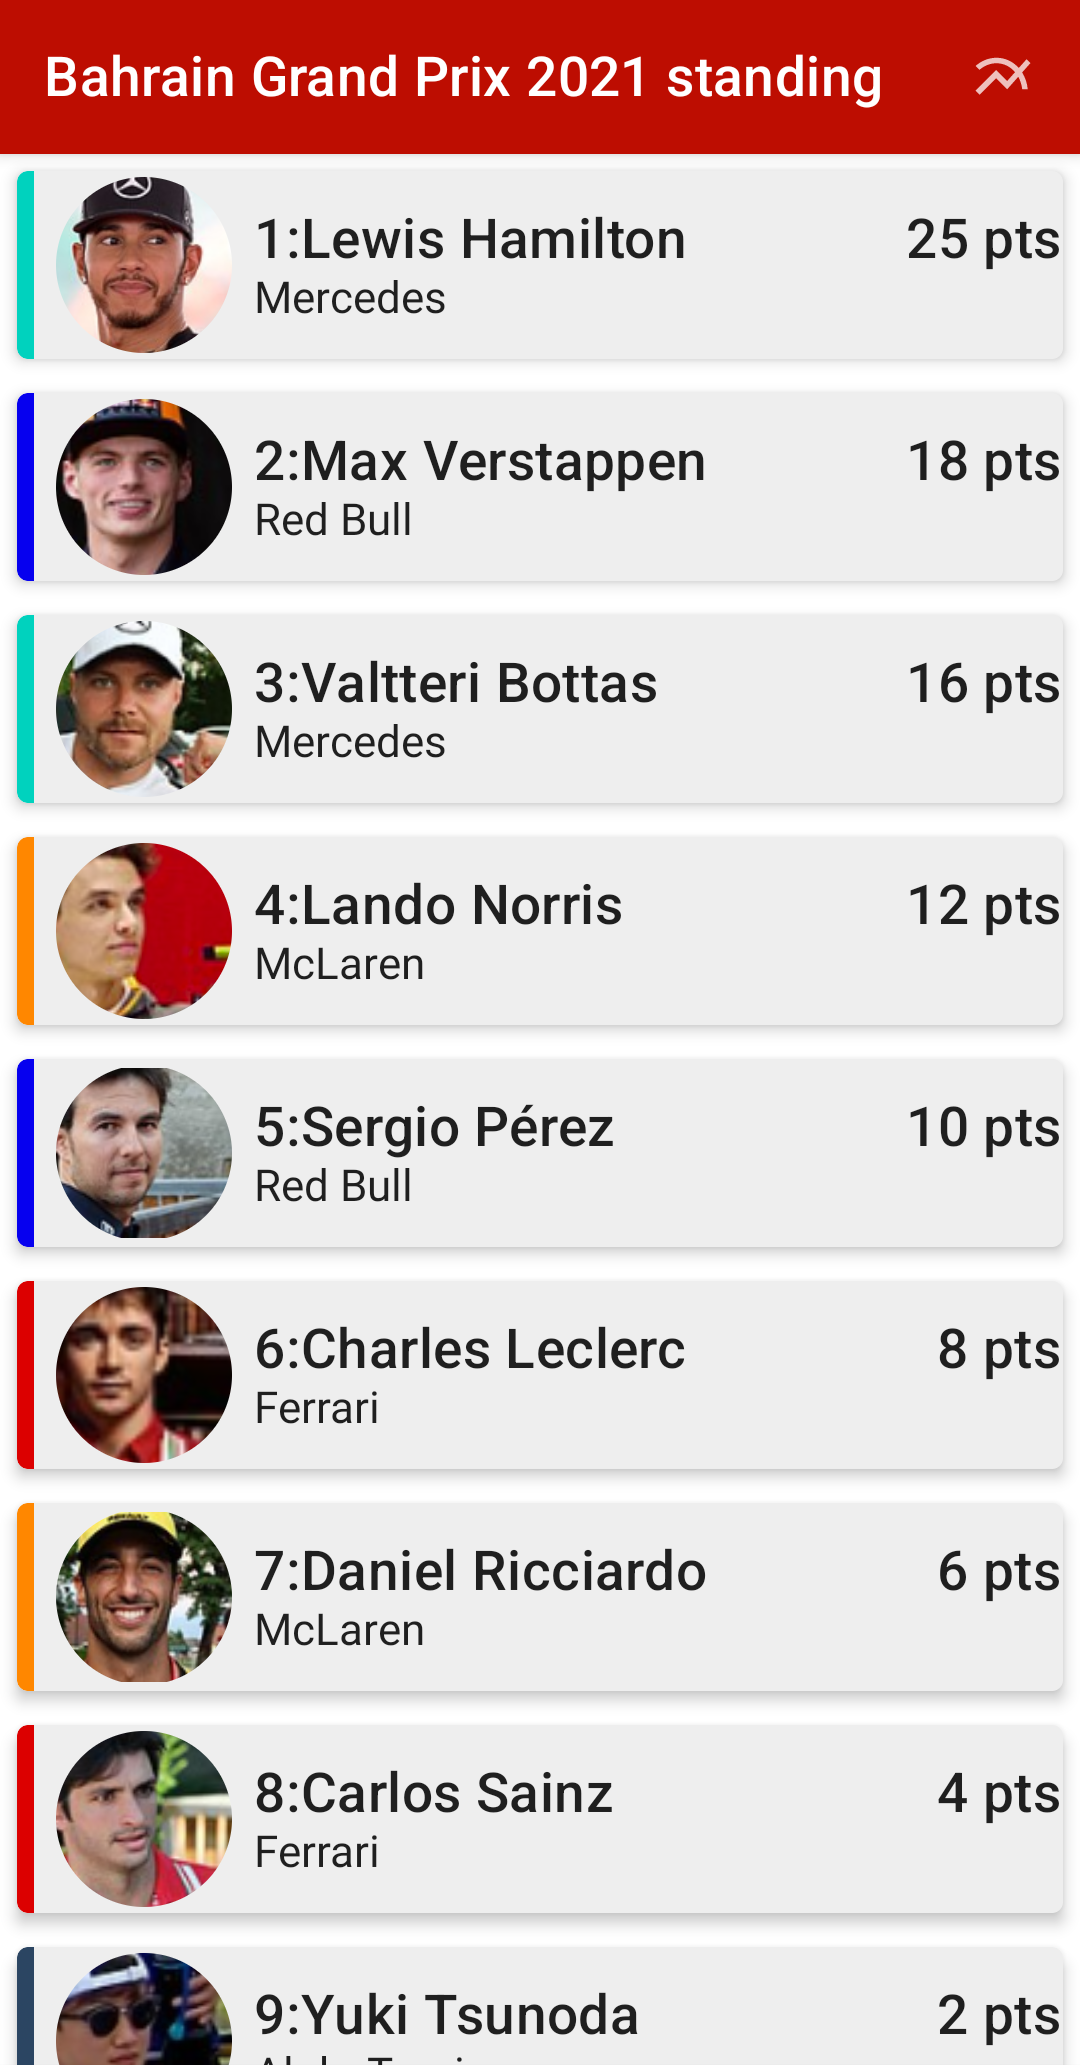 Bahrain Grand Prix 2021 standing
1:Lewis Hamilton 25 pts
Mercedes
2:Max Verstappen 18 pts
Red Bull
3:Valtteri Bottas 16 pts
Mercedes
4:Lando Norris 12 pts
McLaren
5:Sergio Pérez 10 pts
Red Bull
6:Charles Leclerc 8 pts
Ferrari
7:Daniel Ricciardo 6 pts
McLaren
8:Carlos Sainz 4 pts
Ferrari
9:Yuki Tsunoda 2 pts